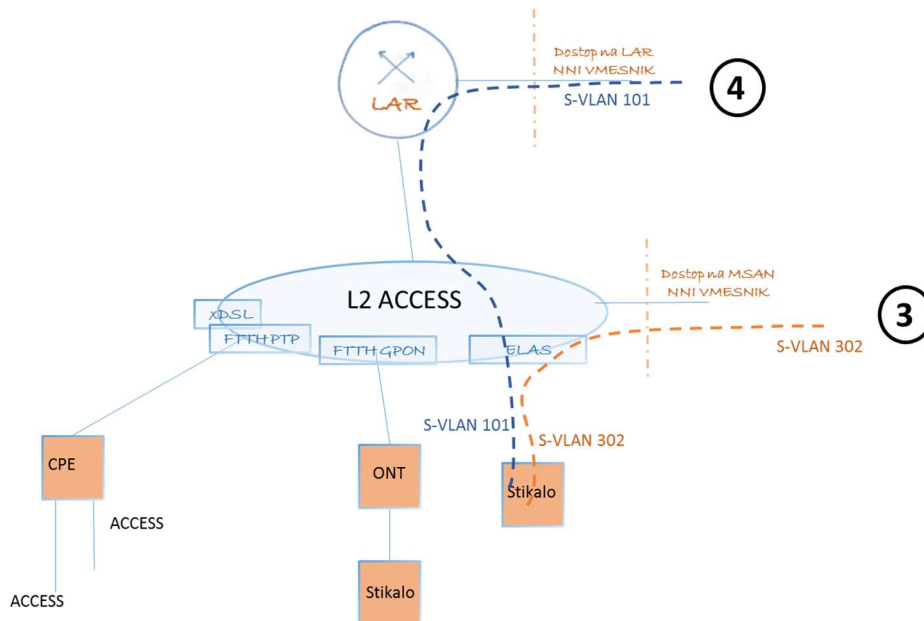 Dostop na LAR
NNI VMESNIK
4
S-VLAN 101
LAR
Dostop na MSAN
NNI VMESNIK
3
L2 ACCESS
xDSL
FTTH PTP
FTTH GPON
ELAS
S-VLAN 302
S-VLAN 101
S-VLAN 302
CPE
ONT
Stikalo
ACCESS
ACCESS
Stikalo